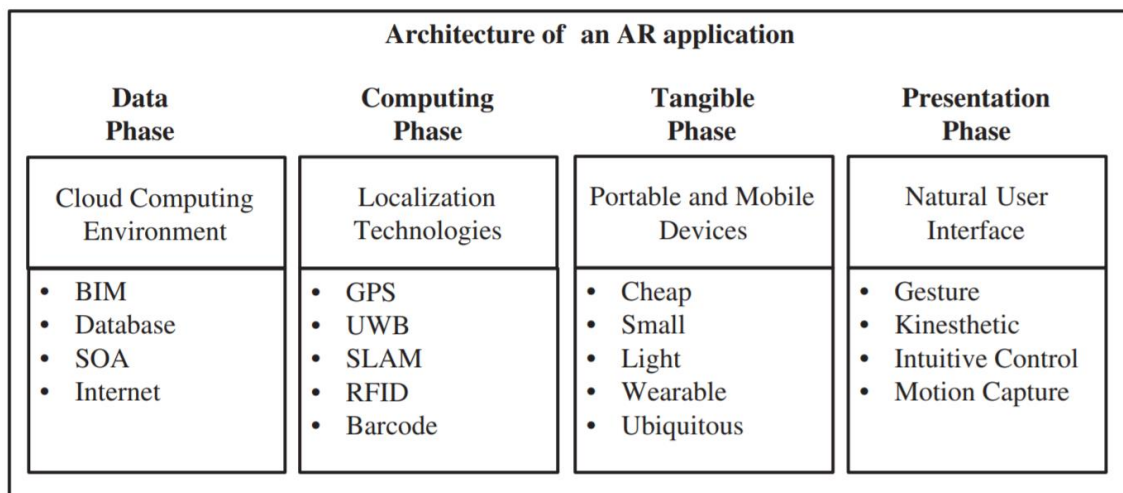 Architecture of an AR application
Data
Phase
Computing
Phase
Tangible
Phase
Presentation
Phase
Cloud Computing
Environment
Localization
Technologies
Portable and Mobile
Devices
Natural User
Interface
• BIM
• Database
• SOA
• Internet
• GPS
• UWB
• SLAM
• RFID
• Barcode
• Cheap
• Small
• Light
• Wearable
• Ubiquitous
• Gesture
• Kinesthetic
• Intuitive Control
• Motion Capture